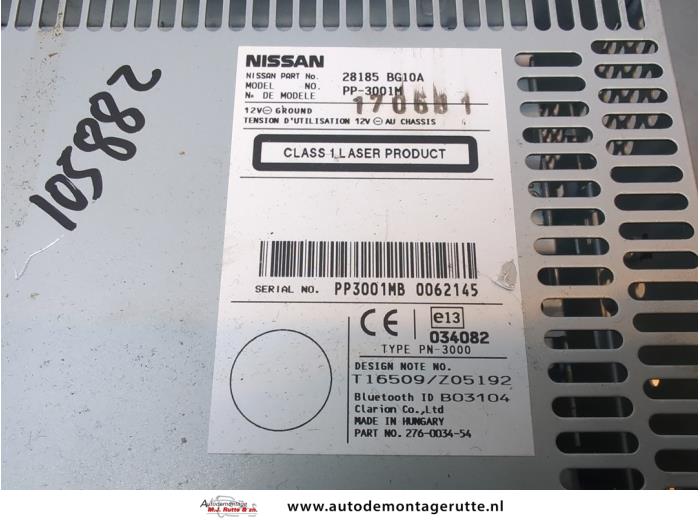 105882
NISSAN
NISSAN PART No. 28185 BG10A
MODEL NO. PP-3001M
No. DE MODELE
170601
12V⊖GROUND
TENSION D'UTILISATION 12V⊖AU CHASSIS
CLASS 1 LASER PRODUCT
SERIAL NO. PP3001MB 0062145
CE e13
034082
TYPE PN-3000
DESIGN NOTE NO.
T16509/Z05192
Bluetooth ID B03104
Clarion Co.,Ltd
MADE IN HUNGARY
PART NO. 276-0034-54
Autodemontage
M.J. Rutte & zn.
www.autodemontagerutte.nl